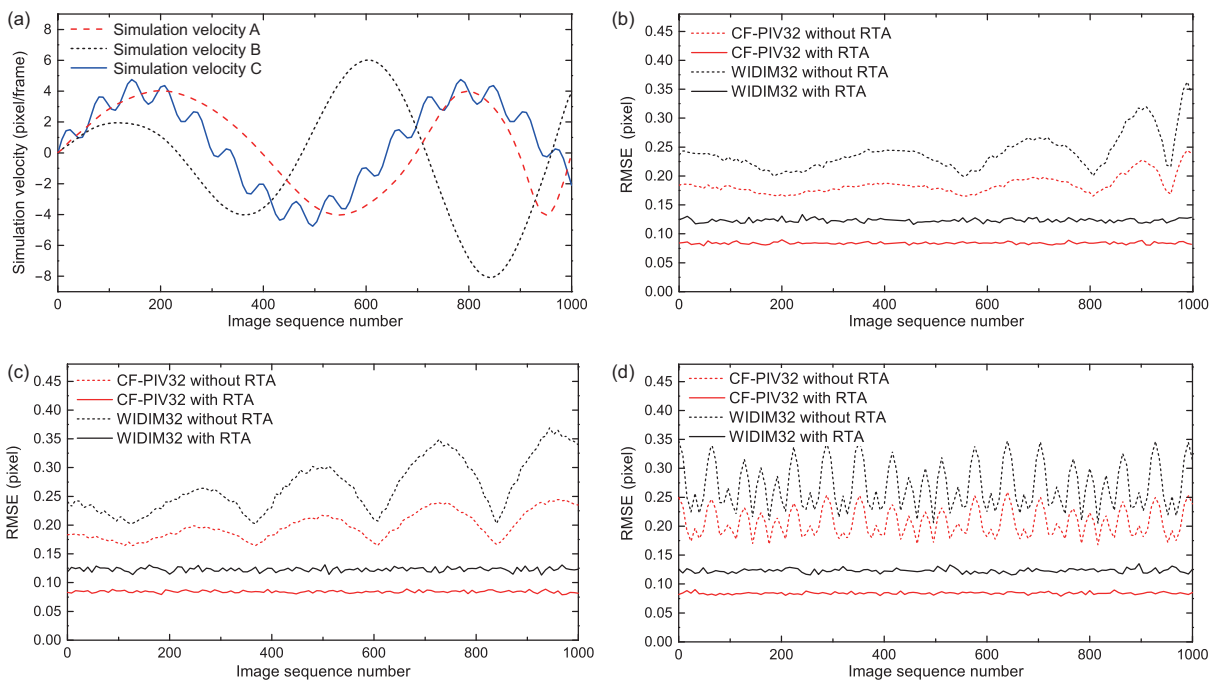 (a)
Simulation velocity A
Simulation velocity B
Simulation velocity C
Simulation velocity (pixel/frame)
8
6
4
2
0
−2
−4
−6
−8
0
200
400
600
800
1000
Image sequence number
(b)
CF-PIV32 without RTA
CF-PIV32 with RTA
WIDIM32 without RTA
WIDIM32 with RTA
RMSE (pixel)
0.45
0.40
0.35
0.30
0.25
0.20
0.15
0.10
0.05
0.00
0
200
400
600
800
1000
Image sequence number
(c)
CF-PIV32 without RTA
CF-PIV32 with RTA
WIDIM32 without RTA
WIDIM32 with RTA
RMSE (pixel)
0.45
0.40
0.35
0.30
0.25
0.20
0.15
0.10
0.05
0.00
0
200
400
600
800
1000
Image sequence number
(d)
CF-PIV32 without RTA
CF-PIV32 with RTA
WIDIM32 without RTA
WIDIM32 with RTA
RMSE (pixel)
0.45
0.40
0.35
0.30
0.25
0.20
0.15
0.10
0.05
0.00
0
200
400
600
800
1000
Image sequence number